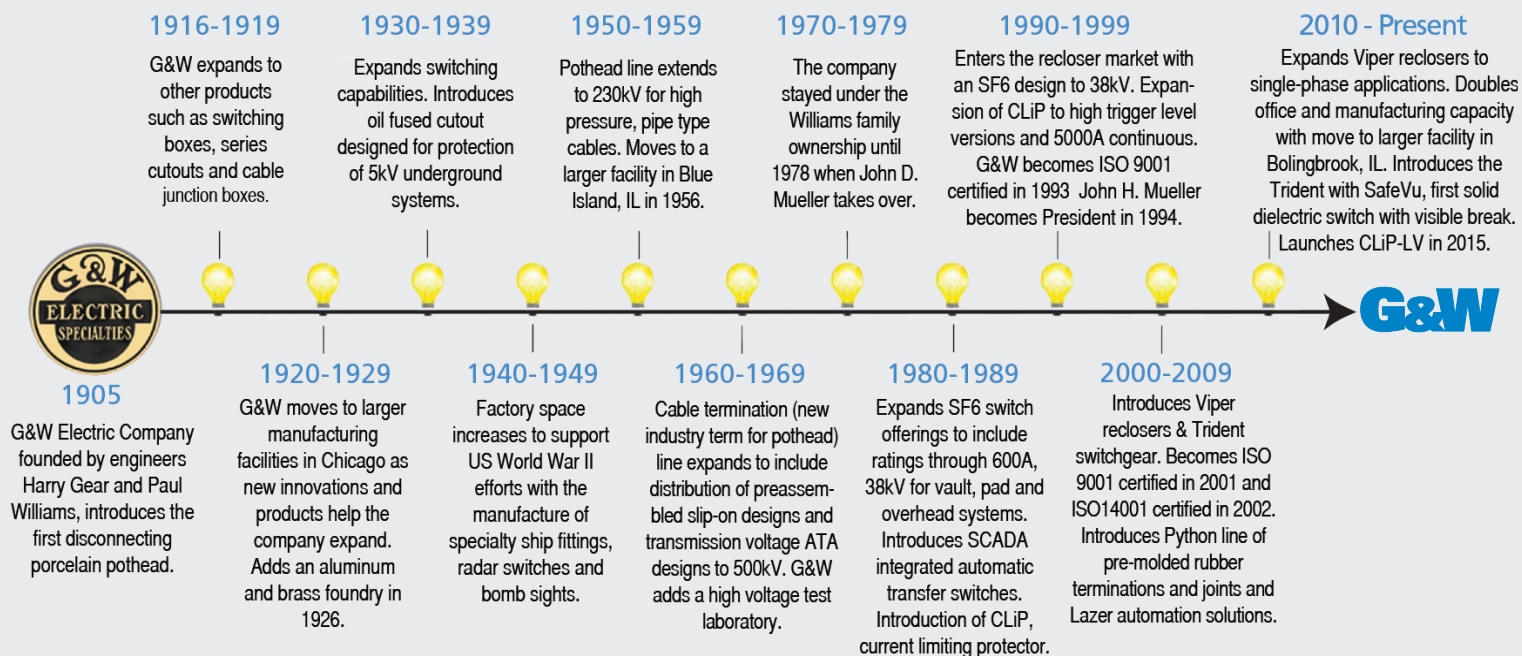 1916-1919
G&W expands to
other products
such as switching
boxes, series
cutouts and cable
junction boxes.
1930-1939
Expands switching
capabilities. Introduces
oil fused cutout
designed for protection
of 5kV underground
systems.
1950-1959
Pothead line extends
to 230kV for high
pressure, pipe type
cables. Moves to a
larger facility in Blue
Island, IL in 1956.
1970-1979
The company
stayed under the
Williams family
ownership until
1978 when John D.
Mueller takes over.
1990-1999
Enters the recloser market with
an SF6 design to 38kV. Expan-
sion of CLiP to high trigger level
versions and 5000A continuous.
G&W becomes ISO 9001
certified in 1993 John H. Mueller
becomes President in 1994.
2010 - Present
Expands Viper reclosers to
single-phase applications. Doubles
office and manufacturing capacity
with move to larger facility in
Bolingbrook, IL. Introduces the
Trident with SafeVu, first solid
dielectric switch with visible break.
Launches CLiP-LV in 2015.
G&W
ELECTRIC
SPECIALTIES
G&W
1905
G&W Electric Company
founded by engineers
Harry Gear and Paul
Williams, introduces the
first disconnecting
porcelain pothead.
1920-1929
G&W moves to larger
manufacturing
facilities in Chicago as
new innovations and
products help the
company expand.
Adds an aluminum
and brass foundry in
1926.
1940-1949
Factory space
increases to support
US World War II
efforts with the
manufacture of
specialty ship fittings,
radar switches and
bomb sights.
1960-1969
Cable termination (new
industry term for pothead)
line expands to include
distribution of preassem-
bled slip-on designs and
transmission voltage ATA
designs to 500kV. G&W
adds a high voltage test
laboratory.
1980-1989
Expands SF6 switch
offerings to include
ratings through 600A,
38kV for vault, pad and
overhead systems.
Introduces SCADA
integrated automatic
transfer switches.
Introduction of CLiP,
current limiting protector.
2000-2009
Introduces Viper
reclosers & Trident
switchgear. Becomes ISO
9001 certified in 2001 and
ISO14001 certified in 2002.
Introduces Python line of
pre-molded rubber
terminations and joints and
Lazer automation solutions.